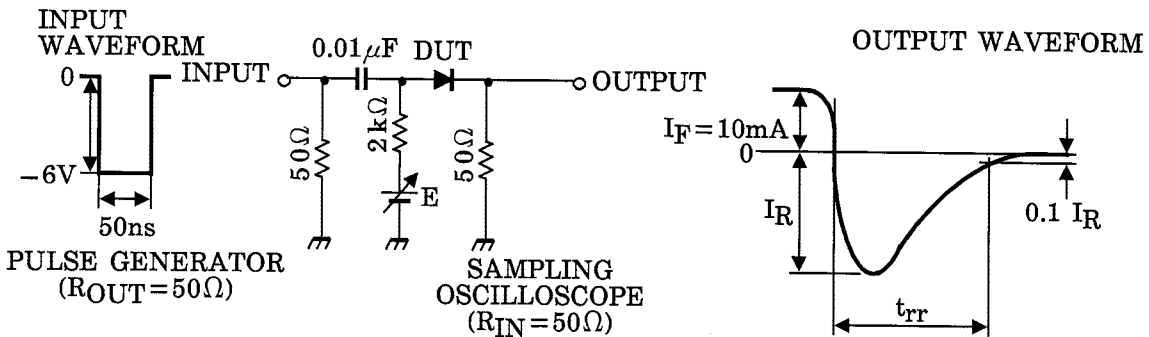 INPUT
WAVEFORM
0
−6V
50ns
PULSE GENERATOR
(ROUT=50Ω)
INPUT
0.01μF
DUT
OUTPUT
50Ω
2kΩ
E
50Ω
SAMPLING
OSCILLOSCOPE
(RIN=50Ω)
OUTPUT WAVEFORM
IF=10mA
0
IR
0.1 IR
trr